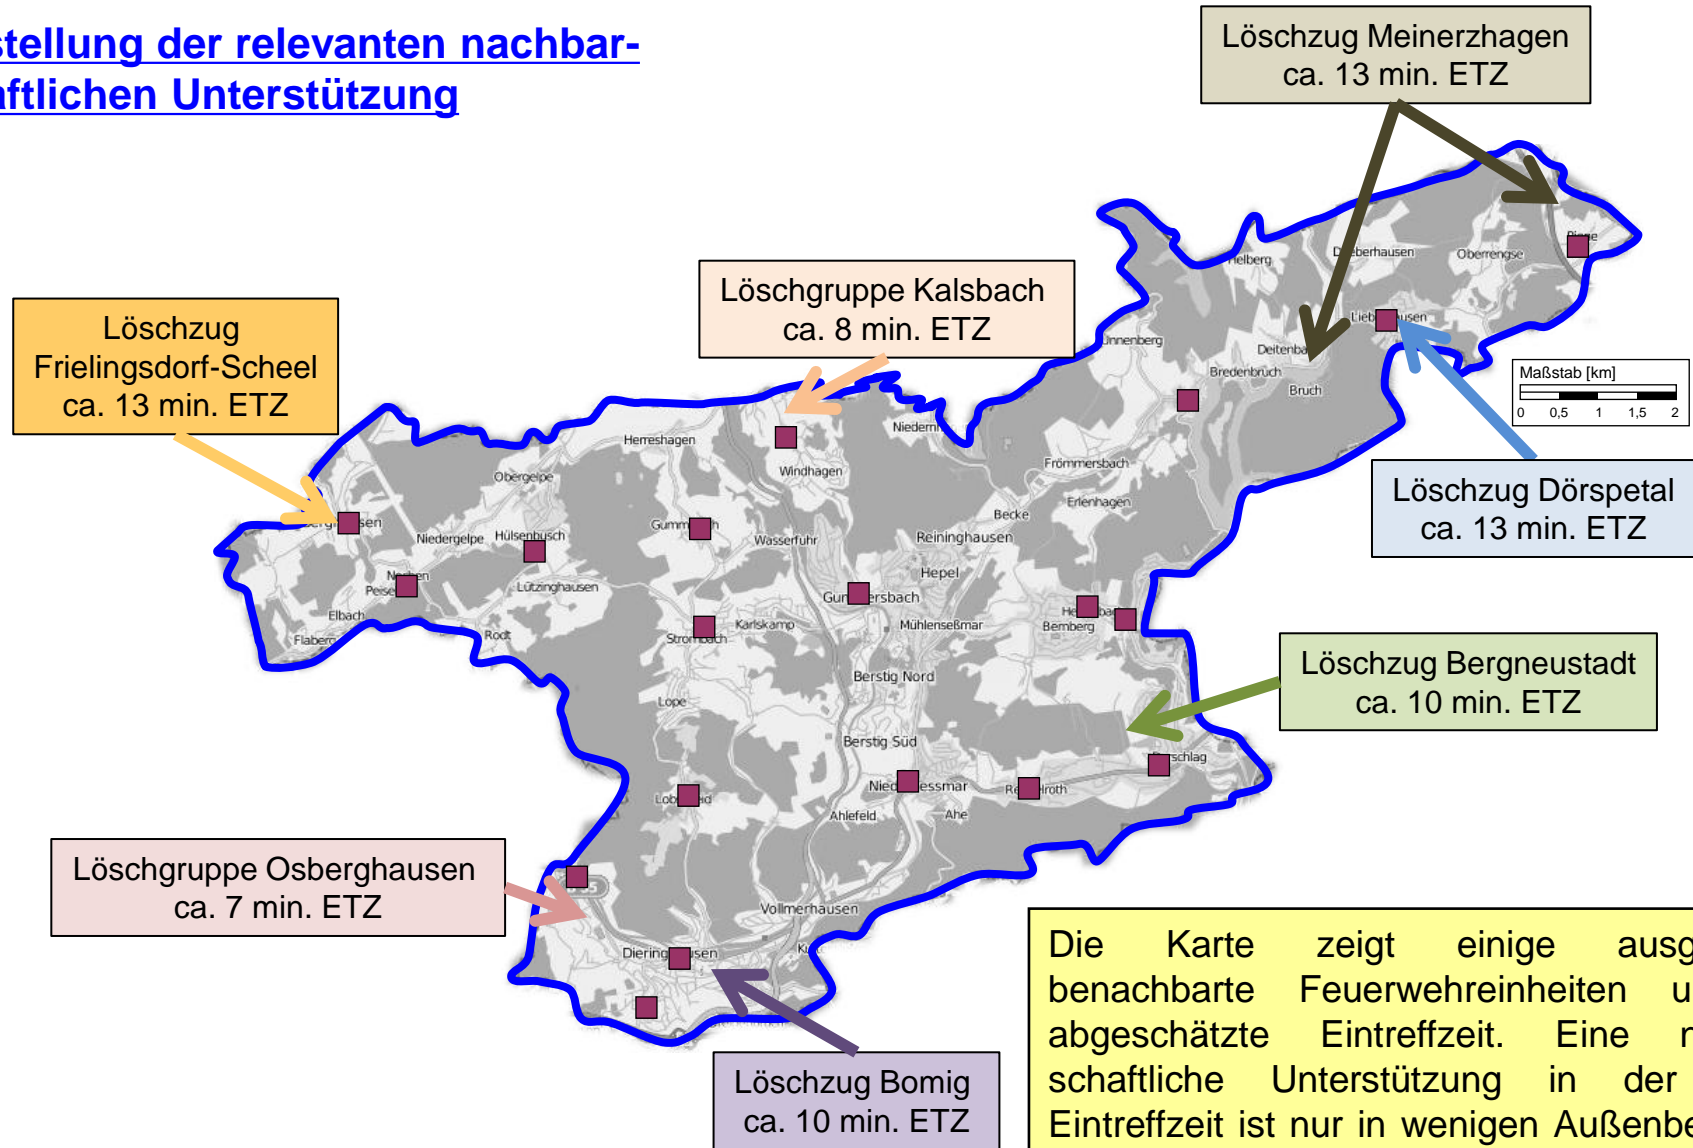 stellung der relevanten nachbar-
aftlichen Unterstützung
Löschzug Meinerzhagen
ca. 13 min. ETZ
Löschgruppe Kalsbach
ca. 8 min. ETZ
Löschzug
Frielingsdorf-Scheel
ca. 13 min. ETZ
Maßstab [km]
0 0,5 1 1,5 2
Löschzug Dörspetal
ca. 13 min. ETZ
Löschzug Bergneustadt
ca. 10 min. ETZ
Löschgruppe Osberghausen
ca. 7 min. ETZ
Löschzug Bomig
ca. 10 min. ETZ
Die Karte zeigt einige ausg
benachbarte Feuerwehreinheiten u
abgeschätzte Eintreffzeit. Eine n
schaftliche Unterstützung in der
Eintreffzeit ist nur in wenigen Außenbe
Oberrengse
Deitenba
Bredenbruch
Bruch
Herreshagen
Windhagen
Obergelpe
Frömmersbach
Erlenhagen
Becke
Reininghausen
Wasserfuhr
Niedergelpe
Hülsenbusch
Hepel
Lützinghausen
Elbach
Flaberg
Rodt
Karlskamp
Mühlenseßmar
Bernberg
Berstig Nord
Lope
Berstig Süd
Ahlefeld
Ahe
Vollmerhausen